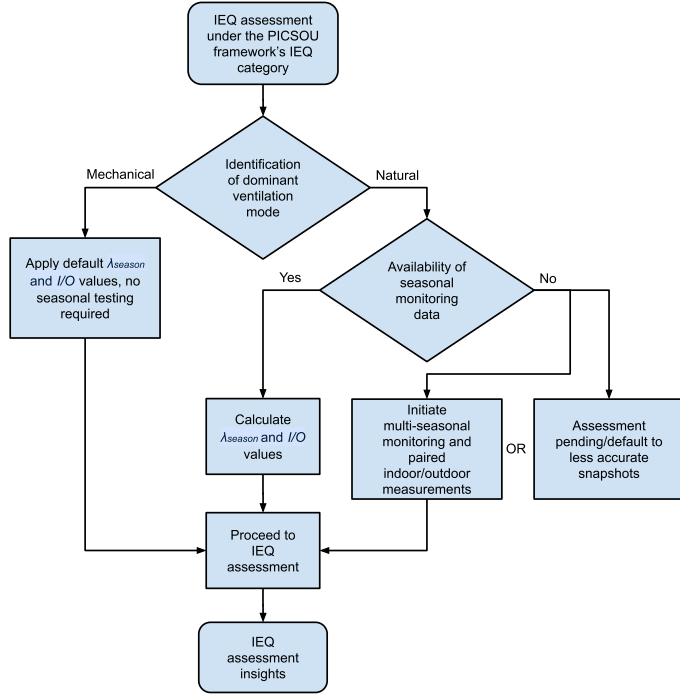 IEQ assessment
under the PICSOU
framework's IEQ
category
Identification
of dominant
ventilation
mode
Mechanical
Natural
Apply default λseason
and I/O values, no
seasonal testing
required
Availability of
seasonal
monitoring
data
Yes
No
Calculate
λseason and I/O
values
Initiate
multi-seasonal
monitoring and
paired
indoor/outdoor
measurements
OR
Assessment
pending/default to
less accurate
snapshots
Proceed to
IEQ
assessment
IEQ
assessment
insights